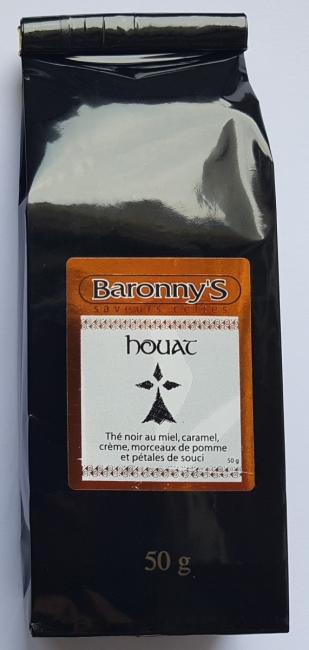 Baronny'S
saveurs celtes
houat
Thé noir au miel, caramel,
crème, morceaux de pomme
et pétales de souci
50 g
50 g